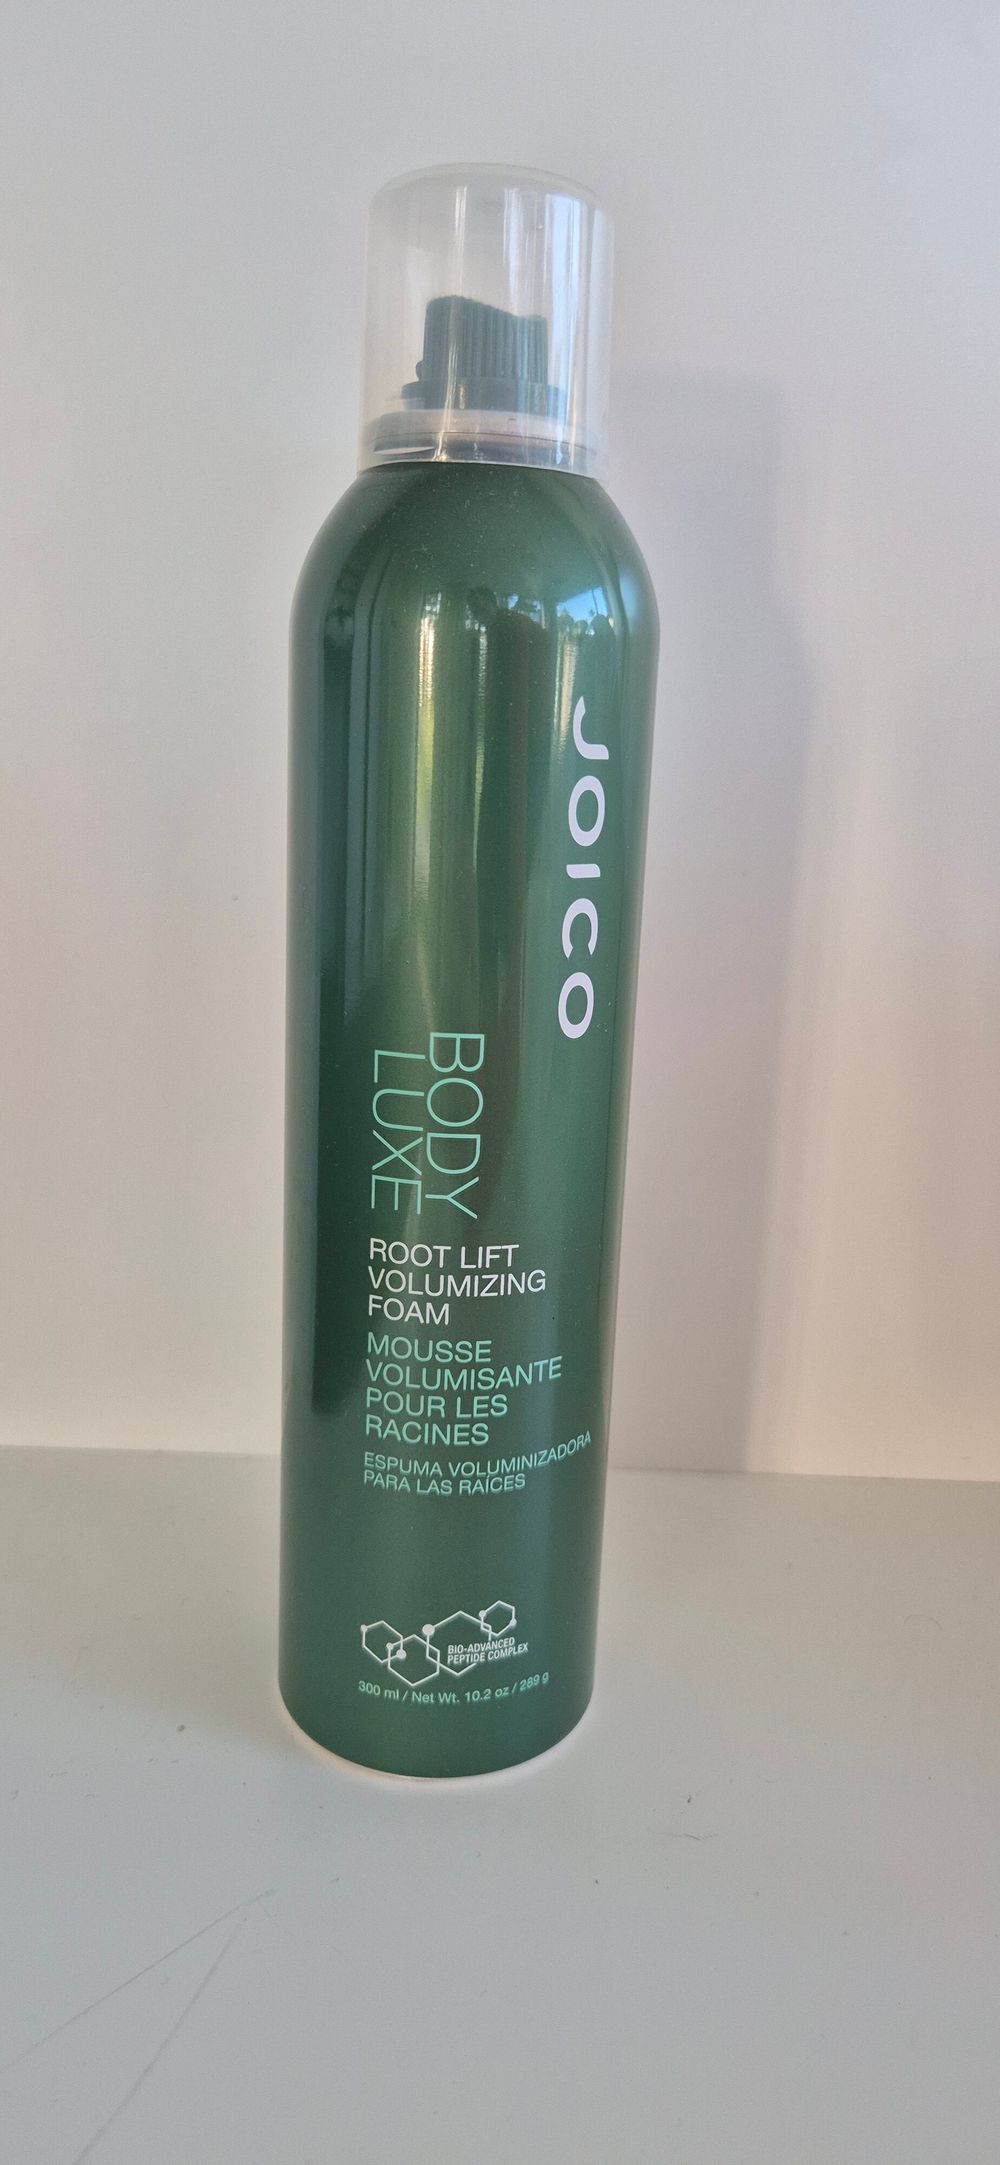 JOICO
BODY
LUXE
ROOT LIFT
VOLUMIZING
FOAM
MOUSSE
VOLUMISANTE
POUR LES
RACINES
ESPUMA VOLUMINIZADORA
PARA LAS RAÍCES
BIO-ADVANCED
PEPTIDE COMPLEX
300 ml / Net Wt. 10.2 oz / 289 g